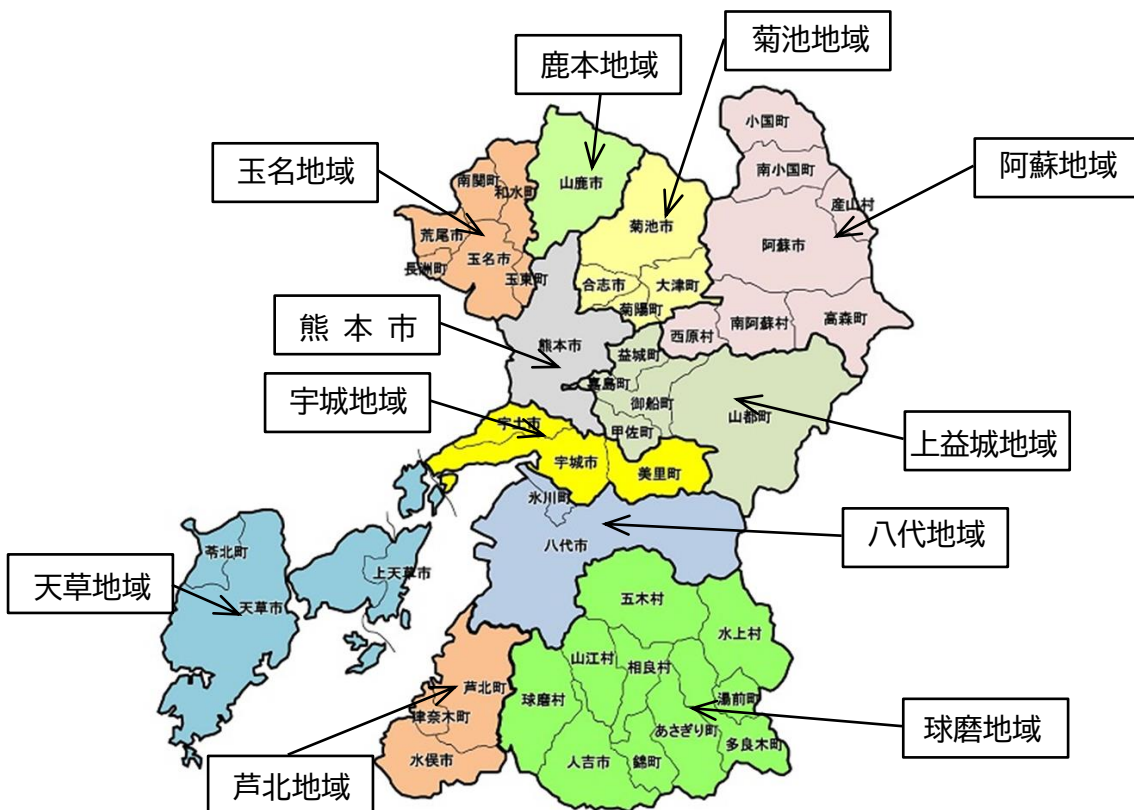 菊池地域
鹿本地域
小国町
玉名地域
南関町
和水町
山鹿市
南小国町
阿蘇地域
産山村
荒尾市
菊池市
阿蘇市
長洲町
玉名市
玉東町
合志市
大津町
菊陽町
熊本市
熊本市
益城町
西原村
南阿蘇村
高森町
宇城地域
嘉島町
御船町
山都町
宇土市
甲佐町
上益城地域
宇城市
美里町
氷川町
八代市
八代地域
苓北町
上天草市
天草地域
天草市
五木村
水上村
山江村
相良村
芦北町
球磨村
湯前町
津奈木町
あさぎり町
多良木町
球磨地域
水俣市
人吉市
錦町
芦北地域